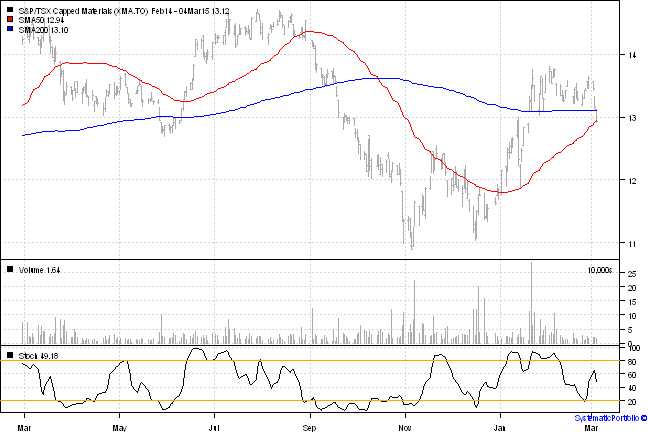 S&P/TSX Capped Materials (XMA.TO) Feb14 - 04Mar15 13.12
SMA50 12.94
SMA200 13.10
14
13
12
11
Volume 1.64
10,000s
25
20
15
10
5
0
Stoch 49.18
100
80
60
40
20
Mar
May
Jul
Sep
Nov
Jan
Mar
SystematicPortfolio ©